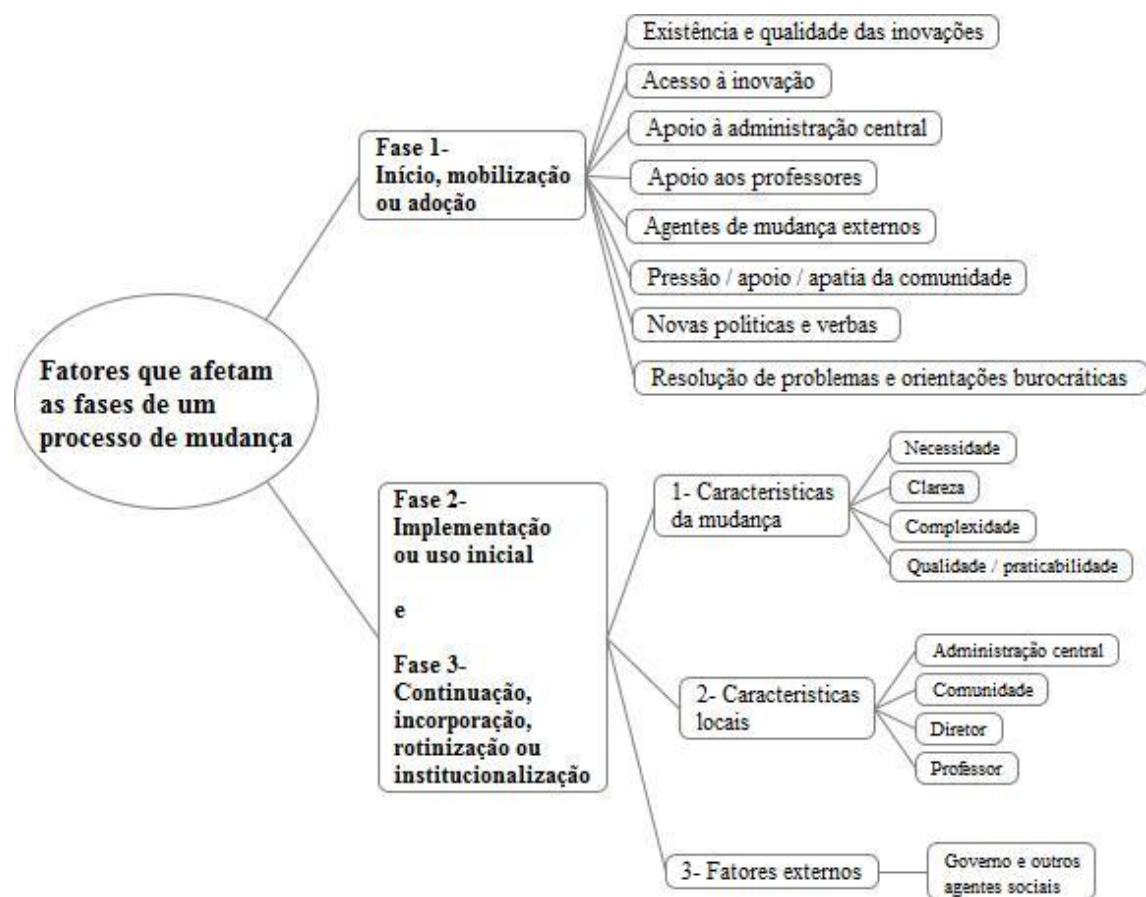 Fatores que afetam
as fases de um
processo de mudança
Fase 1-
Início, mobilização
ou adoção
Existência e qualidade das inovações
Acesso à inovação
Apoio à administração central
Apoio aos professores
Agentes de mudança externos
Pressão / apoio / apatia da comunidade
Novas políticas e verbas
Resolução de problemas e orientações burocráticas
Fase 2-
Implementação
ou uso inicial
e
Fase 3-
Continuação,
incorporação,
rotinização ou
institucionalização
1- Caracteristicas
da mudança
Necessidade
Clareza
Complexidade
Qualidade / praticabilidade
2- Caracteristicas
locais
Administração central
Comunidade
Diretor
Professor
3- Fatores externos
Governo e outros
agentes sociais